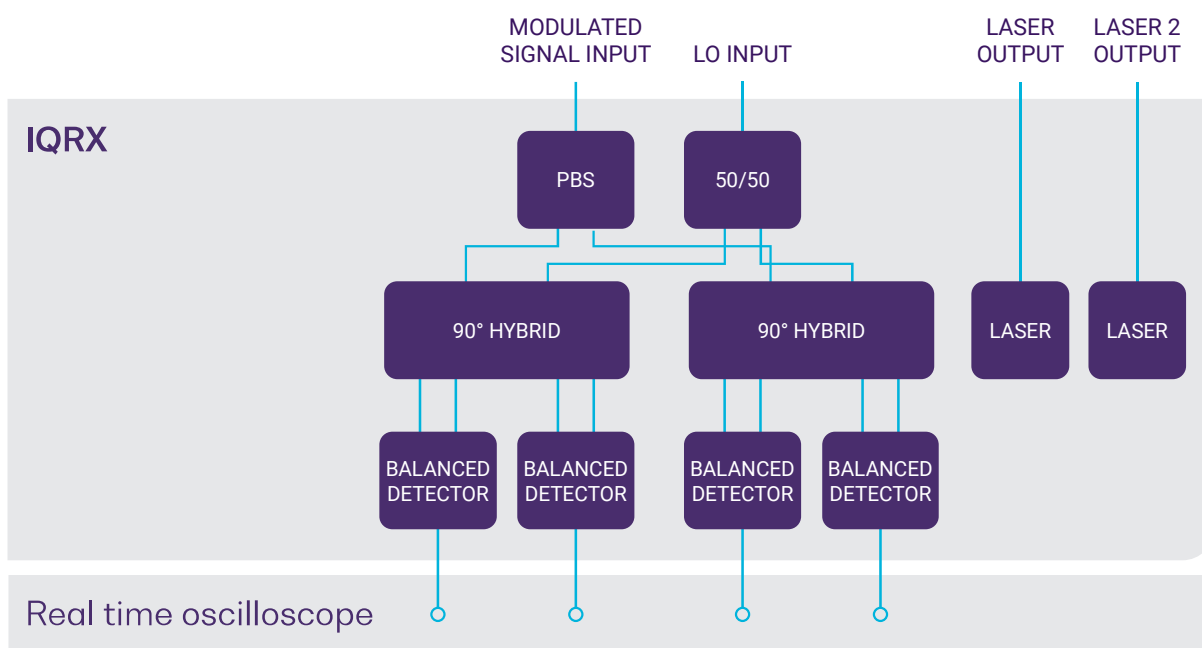 MODULATED
SIGNAL INPUT
LO INPUT
LASER
OUTPUT
LASER 2
OUTPUT
IQRX
PBS
50/50
90° HYBRID
90° HYBRID
LASER
LASER
BALANCED
DETECTOR
BALANCED
DETECTOR
BALANCED
DETECTOR
BALANCED
DETECTOR
Real time oscilloscope